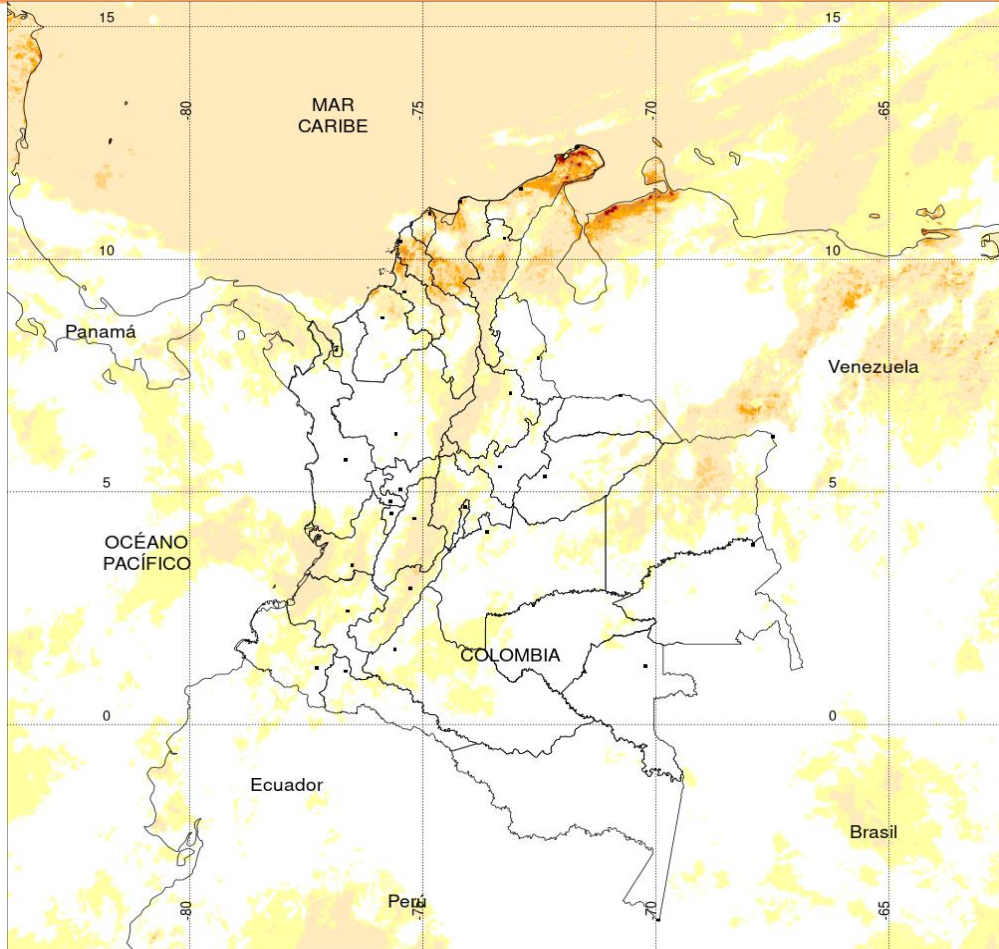 15
15
-80
-75
-70
-65
MAR
CARIBE
10
10
Panamá
Venezuela
5
5
OCÉANO
PACÍFICO
COLOMBIA
0
0
Ecuador
Brasil
Perú
-80
-70
-65